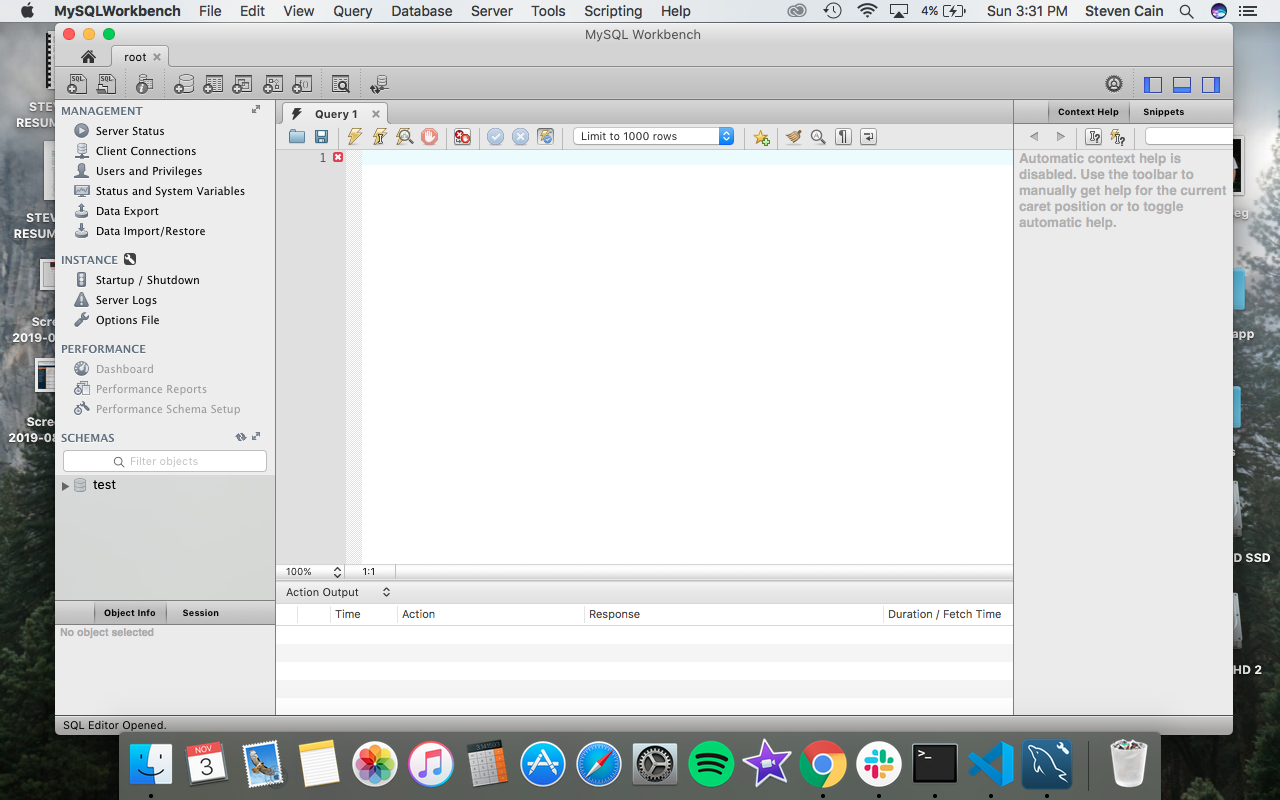 MySQLWorkbench File Edit View Query Database Server Tools Scripting Help 4% Sun 3:31 PM Steven Cain
MySQL Workbench
root
MANAGEMENT
Server Status
Client Connections
Users and Privileges
Status and System Variables
Data Export
Data Import/Restore
INSTANCE
Startup / Shutdown
Server Logs
Options File
PERFORMANCE
Dashboard
Performance Reports
Performance Schema Setup
SCHEMAS
Filter objects
test
Object Info Session
No object selected
SQL Editor Opened.
Query 1
Limit to 1000 rows
1
100% 1:1
Action Output
Time Action Response Duration / Fetch Time
Context Help Snippets
Automatic context help is
disabled. Use the toolbar to
manually get help for the current
caret position or to toggle
automatic help.
STE
RESUM
STEV
RESUM
Scre
2019-0
Scre
2019-08
eg
app
s
D SSD
HD 2
NOV
3